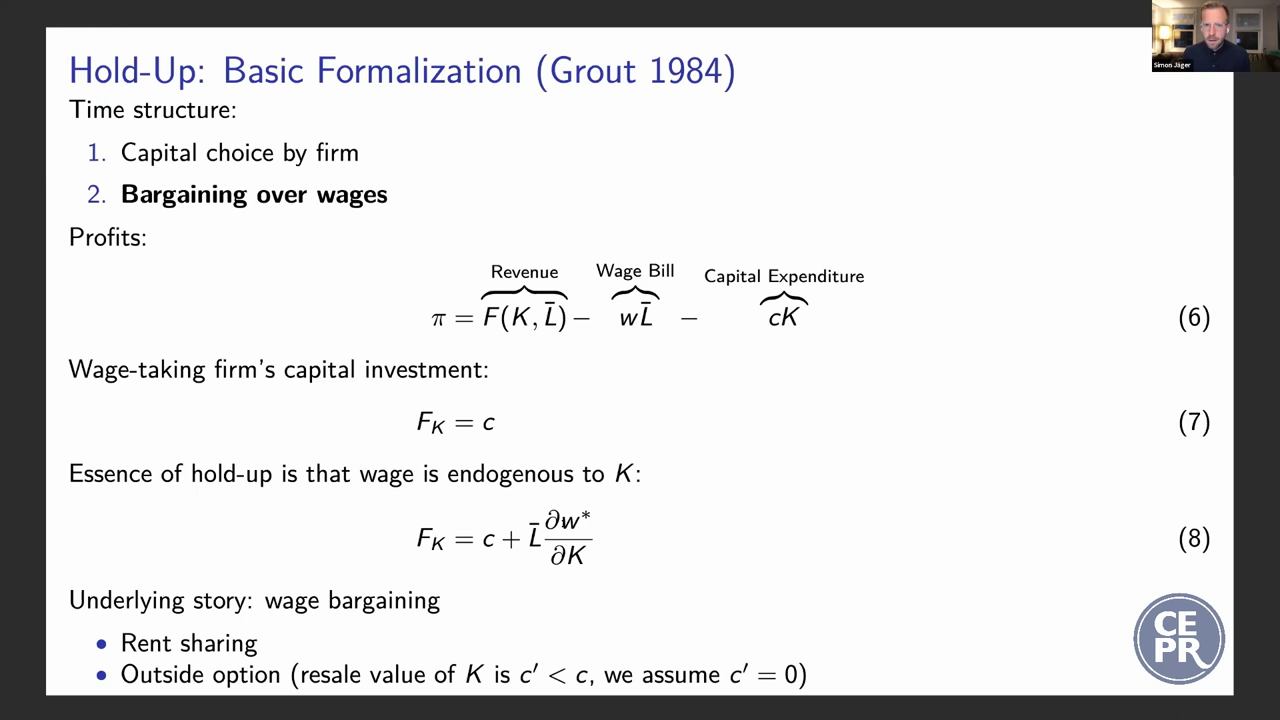 Hold-Up: Basic Formalization (Grout 1984)
Simon Jäger
Time structure:
1. Capital choice by firm
2. Bargaining over wages
Profits:
Revenue Wage Bill Capital Expenditure
π = F(K, L̄) − wL̄ − cK (6)
Wage-taking firm's capital investment:
F_K = c (7)
Essence of hold-up is that wage is endogenous to K:
F_K = c + L̄ ∂w*/∂K (8)
Underlying story: wage bargaining
• Rent sharing
• Outside option (resale value of K is c′ < c, we assume c′ = 0)
CE
PR